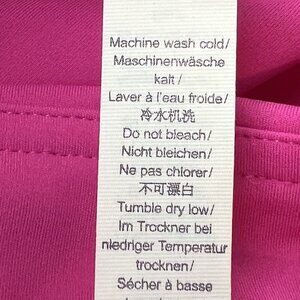 Machine wash cold/
Maschinenwäsche
kalt/
Laver à l'eau froide/
冷水机洗
Do not bleach/
Nicht bleichen/
Ne pas chlorer/
不可漂白
Tumble dry low/
Im Trockner bei
niedriger Temperatur
trocknen/
Sécher à basse